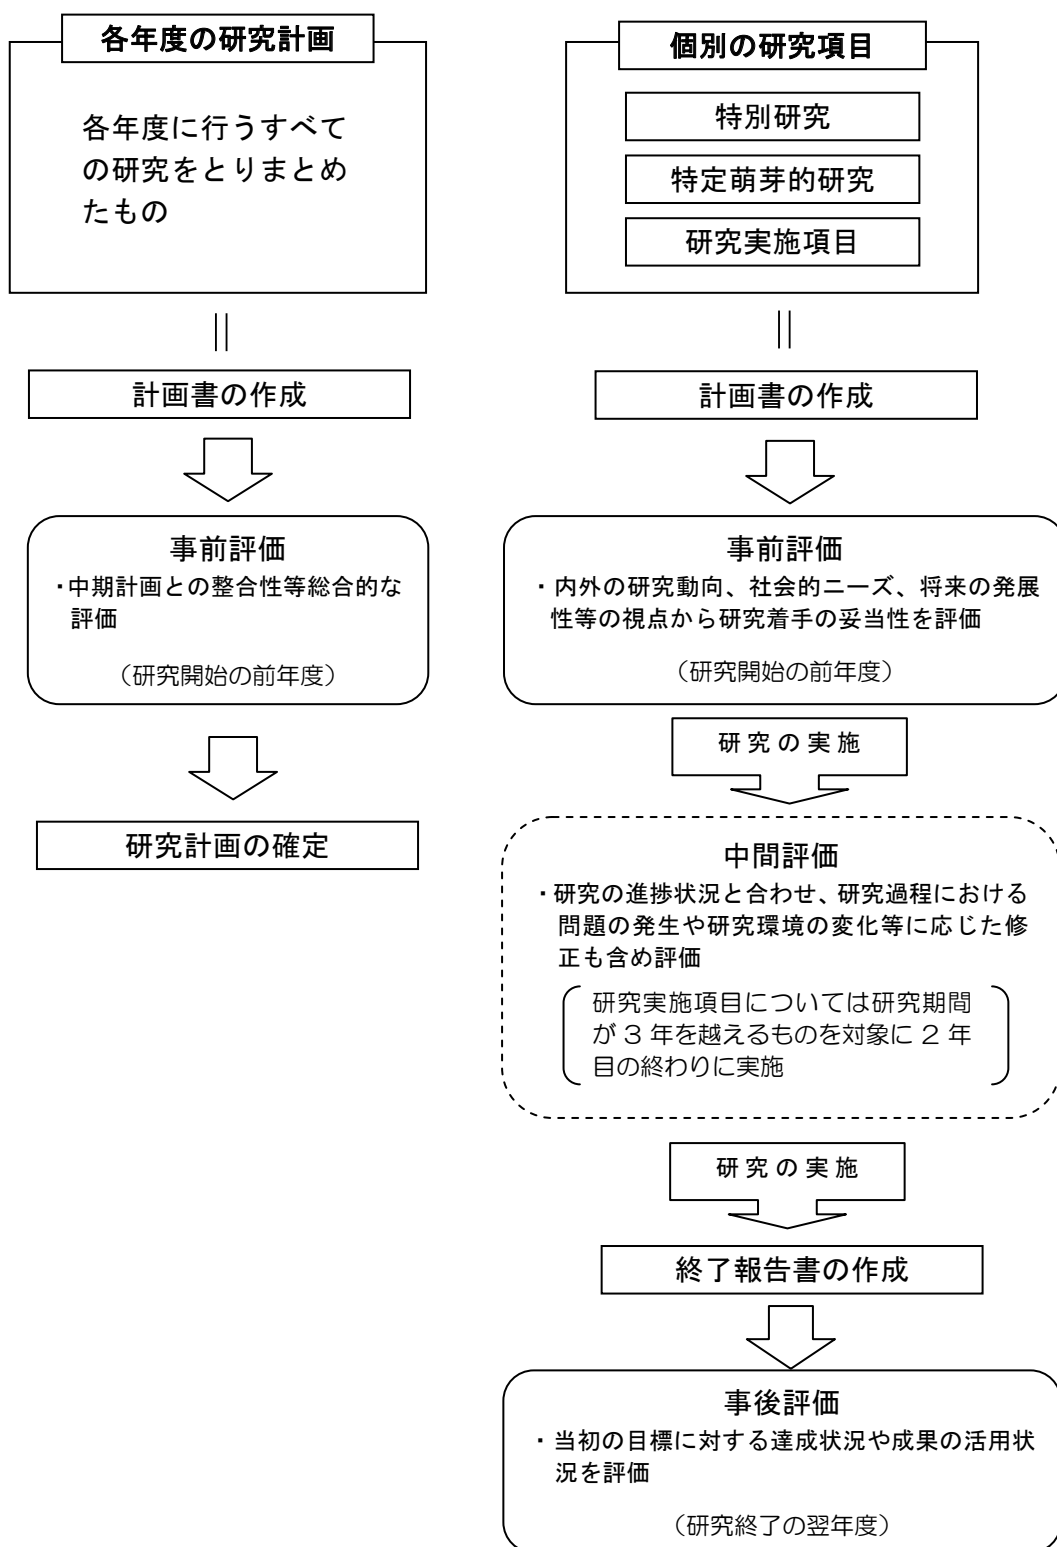 各年度の研究計画
各年度に行うすべて
の研究をとりまとめ
たもの
計画書の作成
事前評価
・中期計画との整合性等総合的な
評価
（研究開始の前年度）
研究計画の確定
個別の研究項目
特別研究
特定萌芽的研究
研究実施項目
計画書の作成
事前評価
・内外の研究動向、社会的ニーズ、将来の発展
性等の視点から研究着手の妥当性を評価
（研究開始の前年度）
研究の実施
中間評価
・研究の進捗状況と合わせ、研究過程における
問題の発生や研究環境の変化等に応じた修
正も含め評価
研究実施項目については研究期間
が 3 年を越えるものを対象に 2 年
目の終わりに実施
研究の実施
終了報告書の作成
事後評価
・当初の目標に対する達成状況や成果の活用状
況を評価
（研究終了の翌年度）